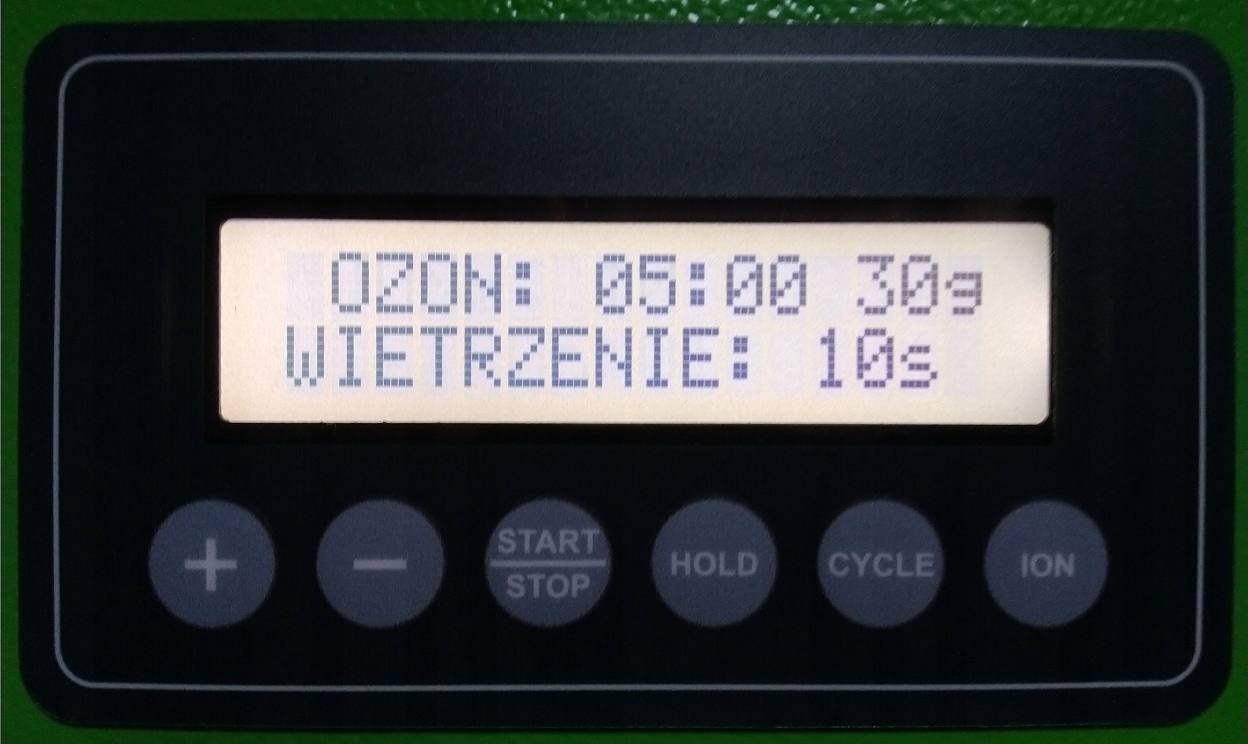 OZON: 05:00 30g
WIETRZENIE: 10s
+ − START STOP HOLD CYCLE ION